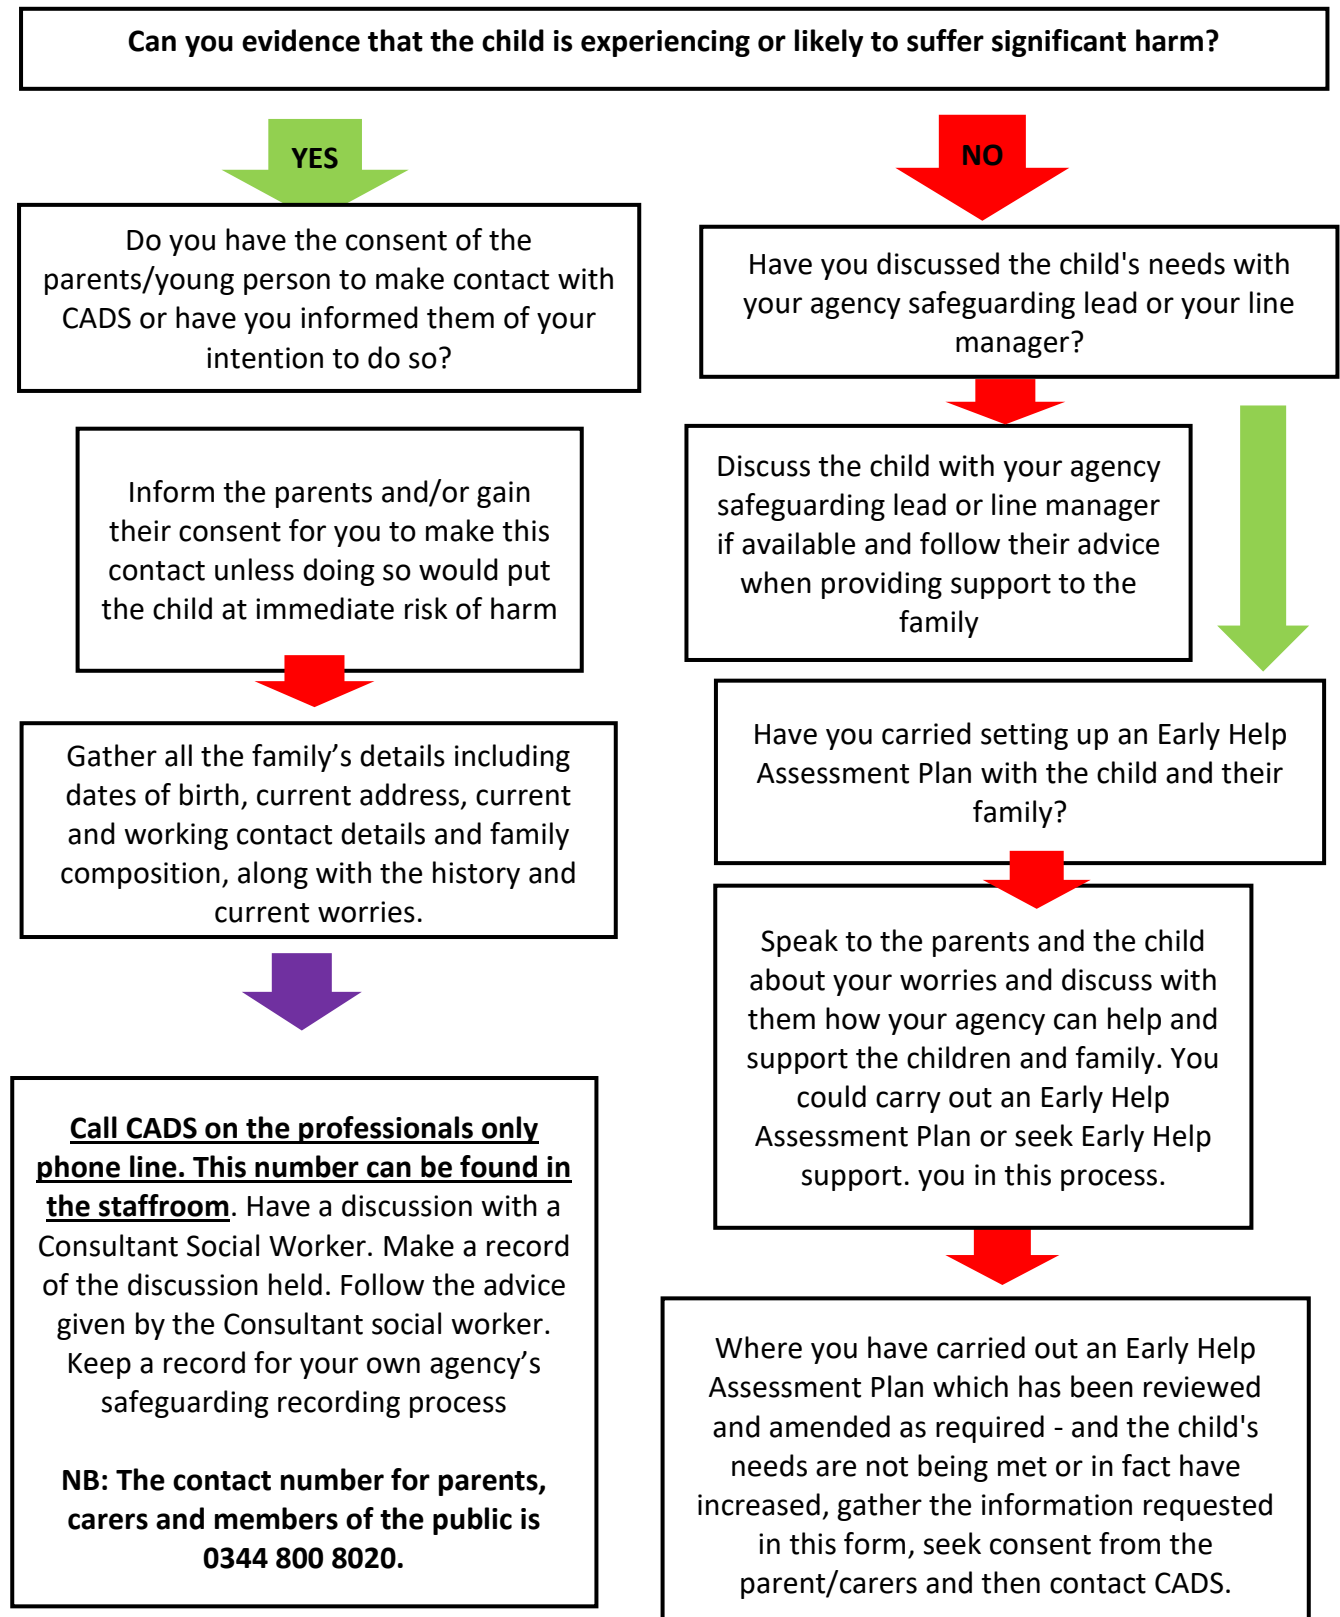 Can you evidence that the child is experiencing or likely to suffer significant harm?
YES
Do you have the consent of the
parents/young person to make contact with
CADS or have you informed them of your
intention to do so?
Inform the parents and/or gain
their consent for you to make this
contact unless doing so would put
the child at immediate risk of harm
Gather all the family’s details including
dates of birth, current address, current
and working contact details and family
composition, along with the history and
current worries.
Call CADS on the professionals only
phone line. This number can be found in
the staffroom. Have a discussion with a
Consultant Social Worker. Make a record
of the discussion held. Follow the advice
given by the Consultant social worker.
Keep a record for your own agency’s
safeguarding recording process
NB: The contact number for parents,
carers and members of the public is
0344 800 8020.
NO
Have you discussed the child's needs with
your agency safeguarding lead or your line
manager?
Discuss the child with your agency
safeguarding lead or line manager
if available and follow their advice
when providing support to the
family
Have you carried setting up an Early Help
Assessment Plan with the child and their
family?
Speak to the parents and the child
about your worries and discuss with
them how your agency can help and
support the children and family. You
could carry out an Early Help
Assessment Plan or seek Early Help
support. you in this process.
Where you have carried out an Early Help
Assessment Plan which has been reviewed
and amended as required - and the child's
needs are not being met or in fact have
increased, gather the information requested
in this form, seek consent from the
parent/carers and then contact CADS.